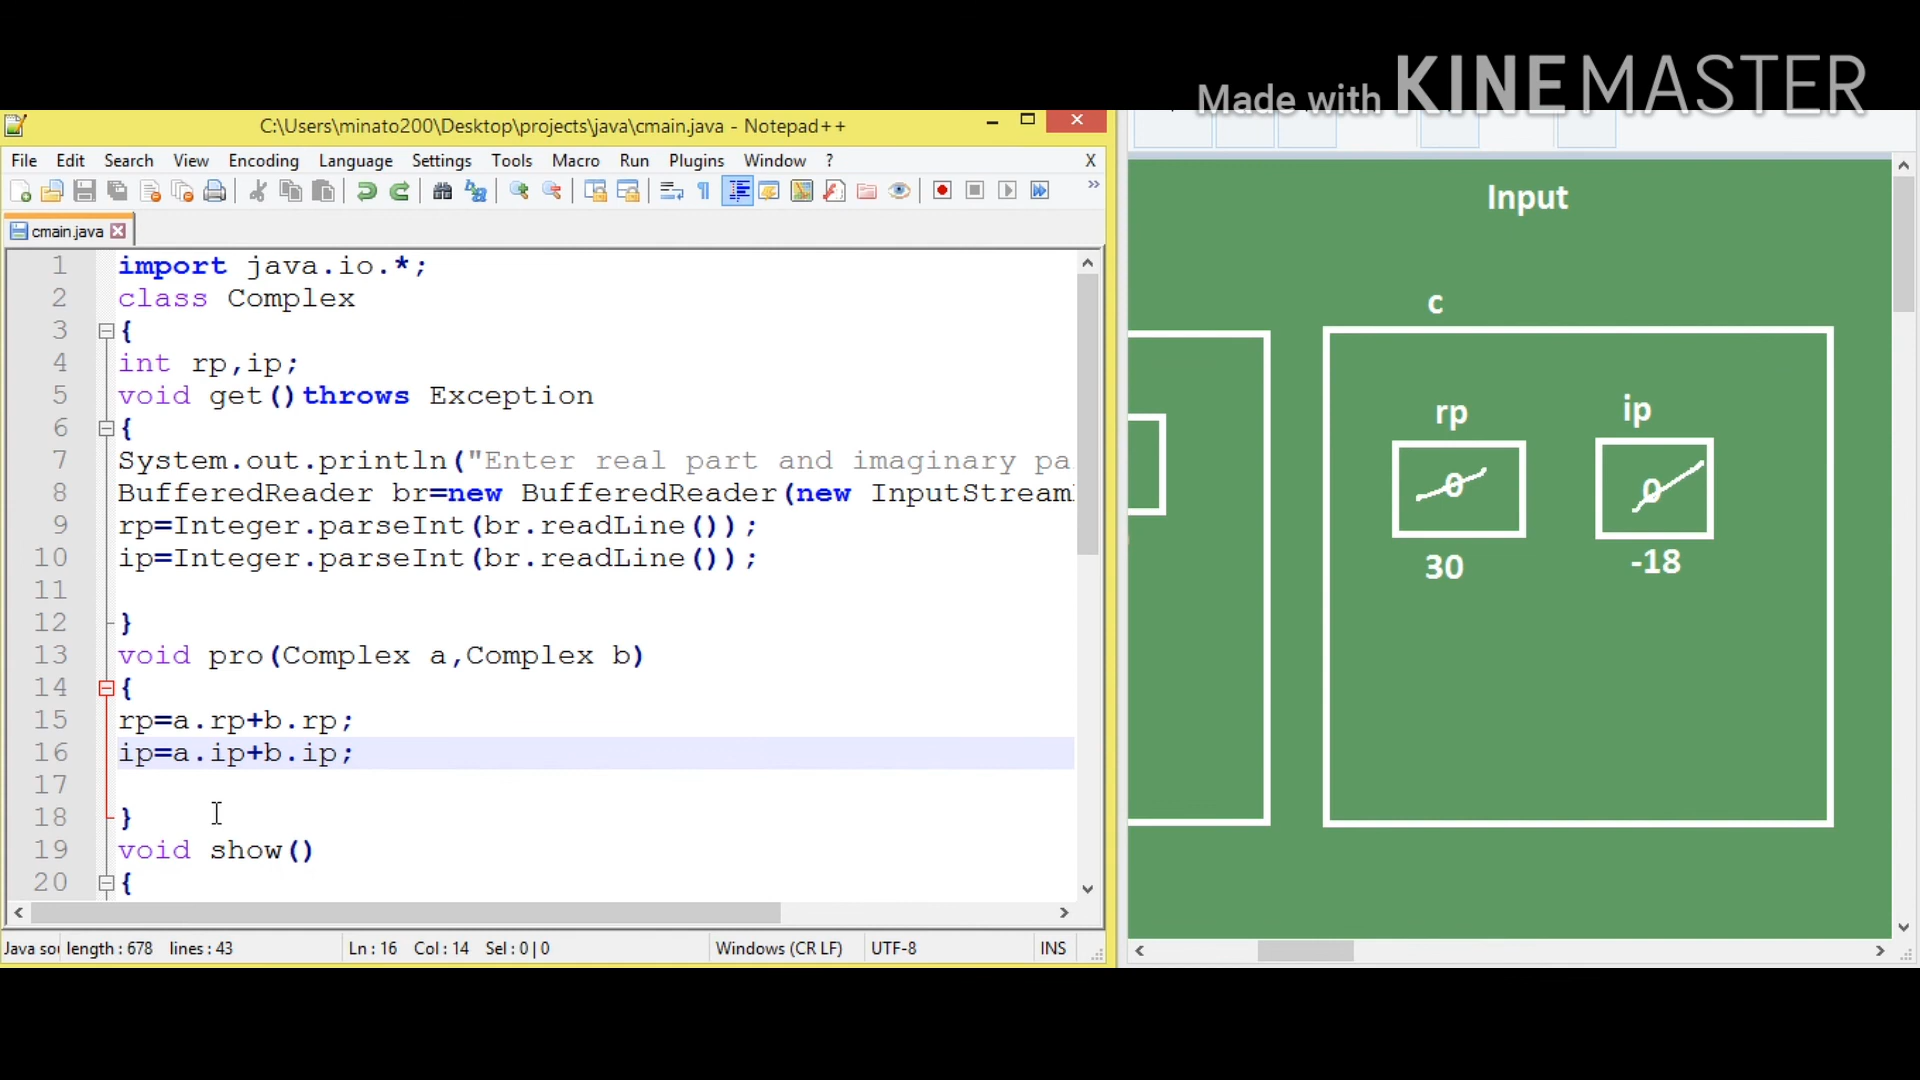 Made with KINEMASTER
C:\Users\minato200\Desktop\projects\java\cmain.java - Notepad++
X
File Edit Search View Encoding Language Settings Tools Macro Run Plugins Window ?
X
cmain.java
1 import java.io.*;
2 class Complex
3 {
4 int rp,ip;
5 void get()throws Exception
6 {
7 System.out.println("Enter real part and imaginary pa
8 BufferedReader br=new BufferedReader(new InputStream
9 rp=Integer.parseInt(br.readLine());
10 ip=Integer.parseInt(br.readLine());
11
12 }
13 void pro(Complex a,Complex b)
14 {
15 rp=a.rp+b.rp;
16 ip=a.ip+b.ip;
17
18 }
19 void show()
20 {
Java so length : 678 lines : 43 Ln : 16 Col : 14 Sel : 0 | 0 Windows (CR LF) UTF-8 INS
Input
c
rp ip
0 0
30 -18